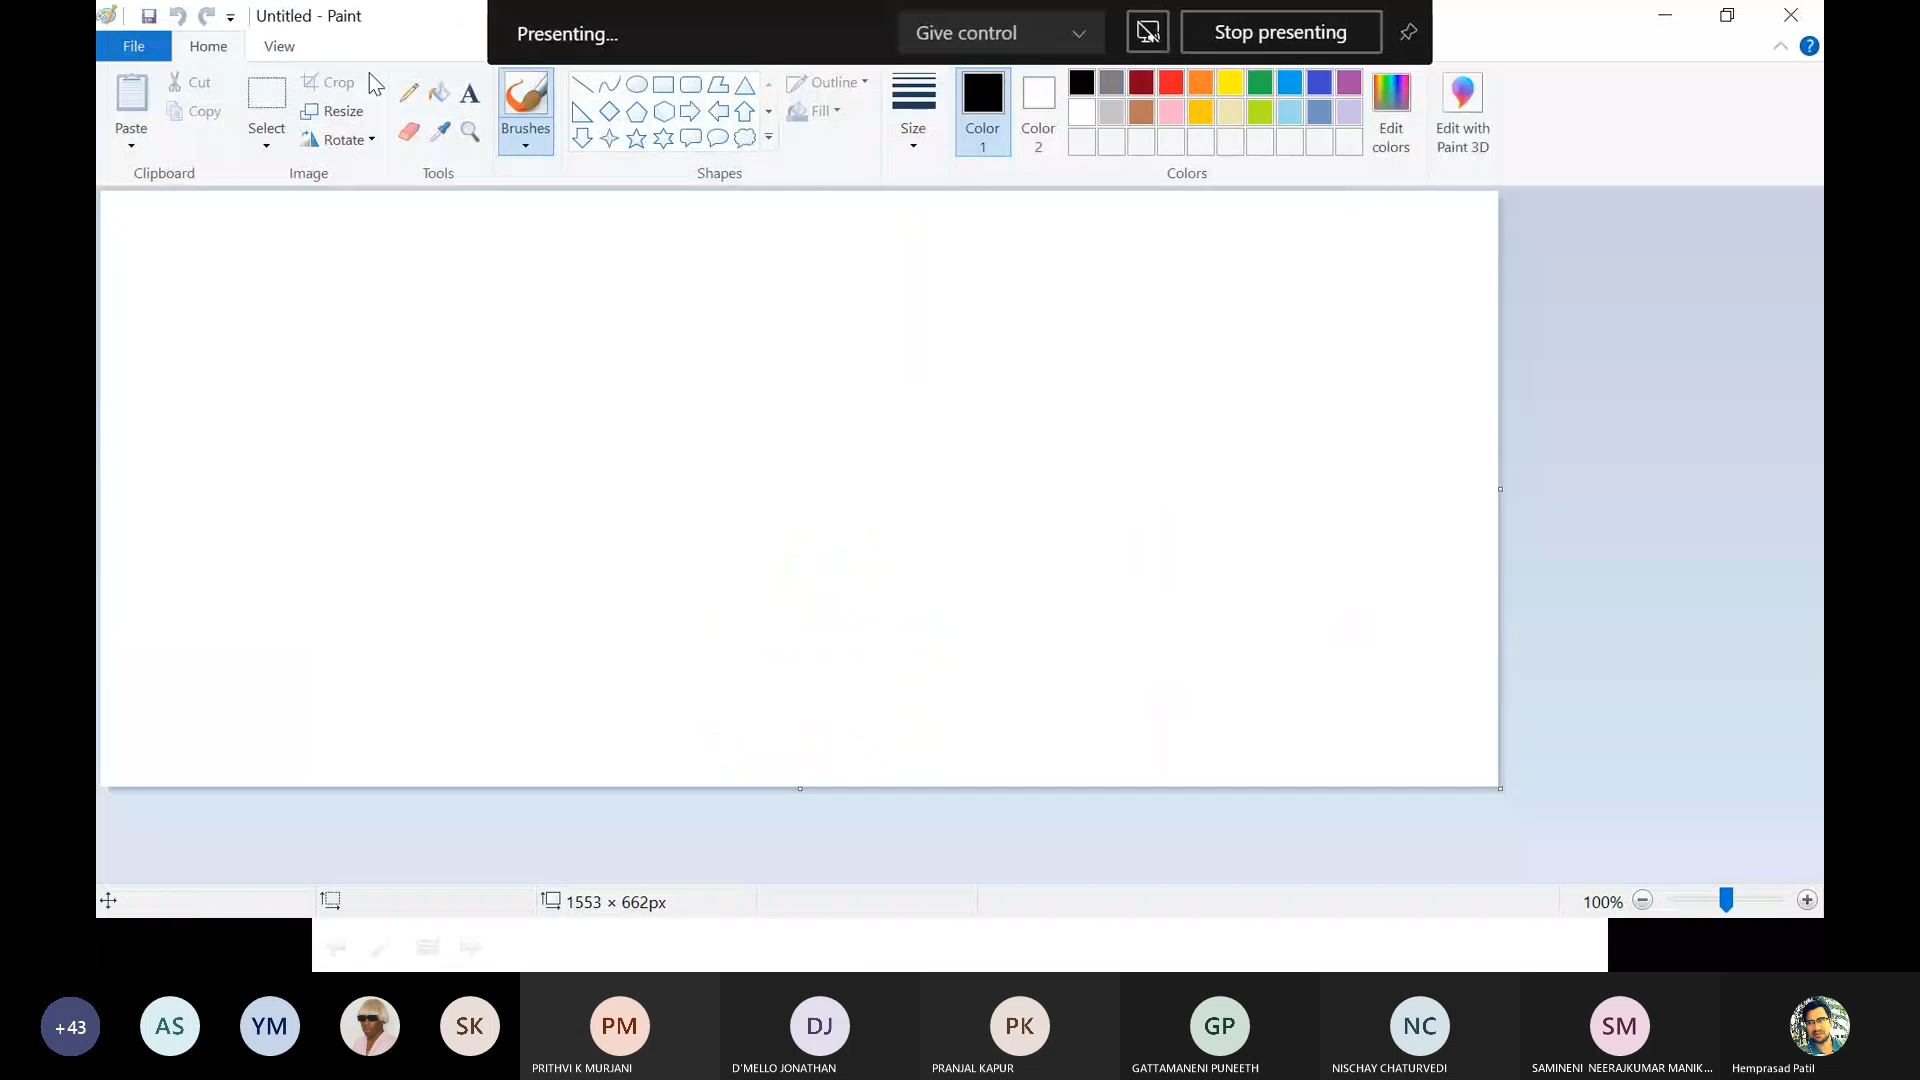 Untitled - Paint
Presenting...
Give control
Stop presenting
File
Home
View
Cut
Copy
Paste
Clipboard
Crop
Resize
Rotate
Select
Image
A
Tools
Brushes
Shapes
Outline
Fill
Size
Color
1
Color
2
Colors
Edit
colors
Edit with
Paint 3D
?
1553 × 662px
100%
+43
AS
YM
SK
PM
DJ
PK
GP
NC
SM
PRITHVI K MURJANI
D'MELLO JONATHAN
PRANJAL KAPUR
GATTAMANENI PUNEETH
NISCHAY CHATURVEDI
SAMINENI NEERAJKUMAR MANIK...
Hemprasad Patil